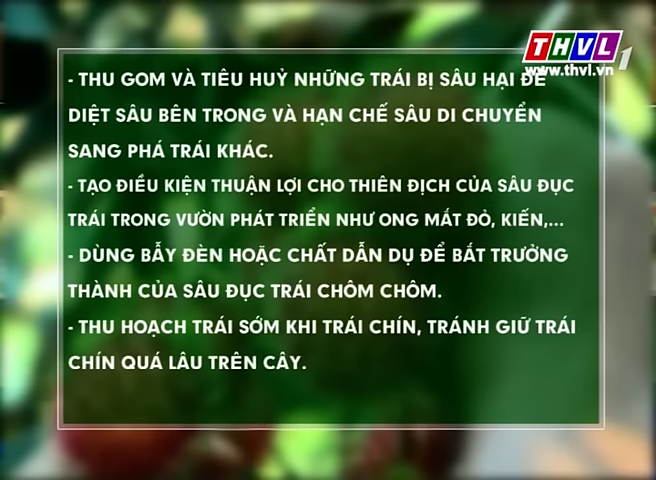 THVL1
www.thvl.vn
- THU GOM VÀ TIÊU HUỶ NHỮNG TRÁI BỊ SÂU HẠI ĐỂ
DIỆT SÂU BÊN TRONG VÀ HẠN CHẾ SÂU DI CHUYỂN
SANG PHÁ TRÁI KHÁC.
- TẠO ĐIỀU KIỆN THUẬN LỢI CHO THIÊN ĐỊCH CỦA SÂU ĐỤC
TRÁI TRONG VƯỜN PHÁT TRIỂN NHƯ ONG MẮT ĐỎ, KIẾN,...
- DÙNG BẪY ĐÈN HOẶC CHẤT DẪN DỤ ĐỂ BẮT TRƯỞNG
THÀNH CỦA SÂU ĐỤC TRÁI CHÔM CHÔM.
- THU HOẠCH TRÁI SỚM KHI TRÁI CHÍN, TRÁNH GIỮ TRÁI
CHÍN QUÁ LÂU TRÊN CÂY.